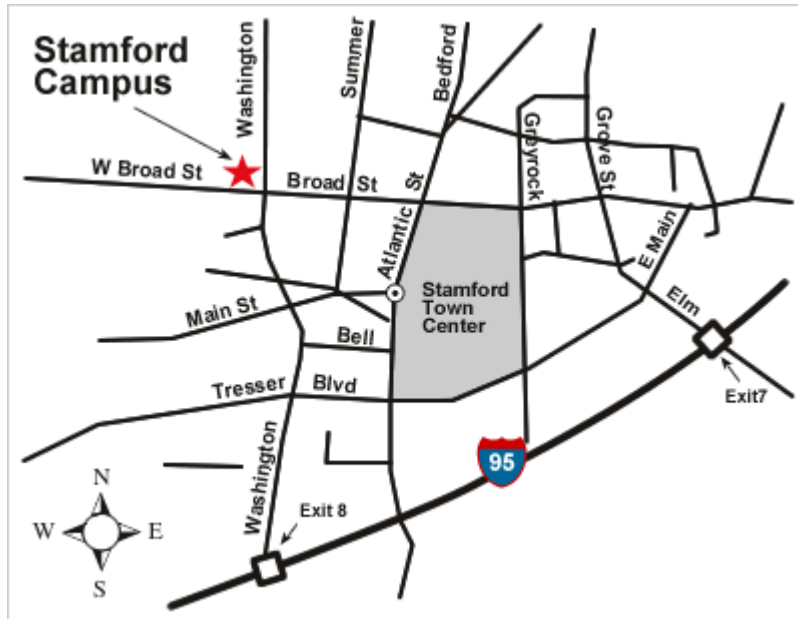 Stamford
Campus
Washington
Summer
Bedford
W Broad St
Broad St
Atlantic St
Greyrock
Grove St
E Main
Elm
Main St
Stamford
Town
Center
Bell
Tresser Blvd
Washington
Exit7
95
Exit 8
N
W
E
S